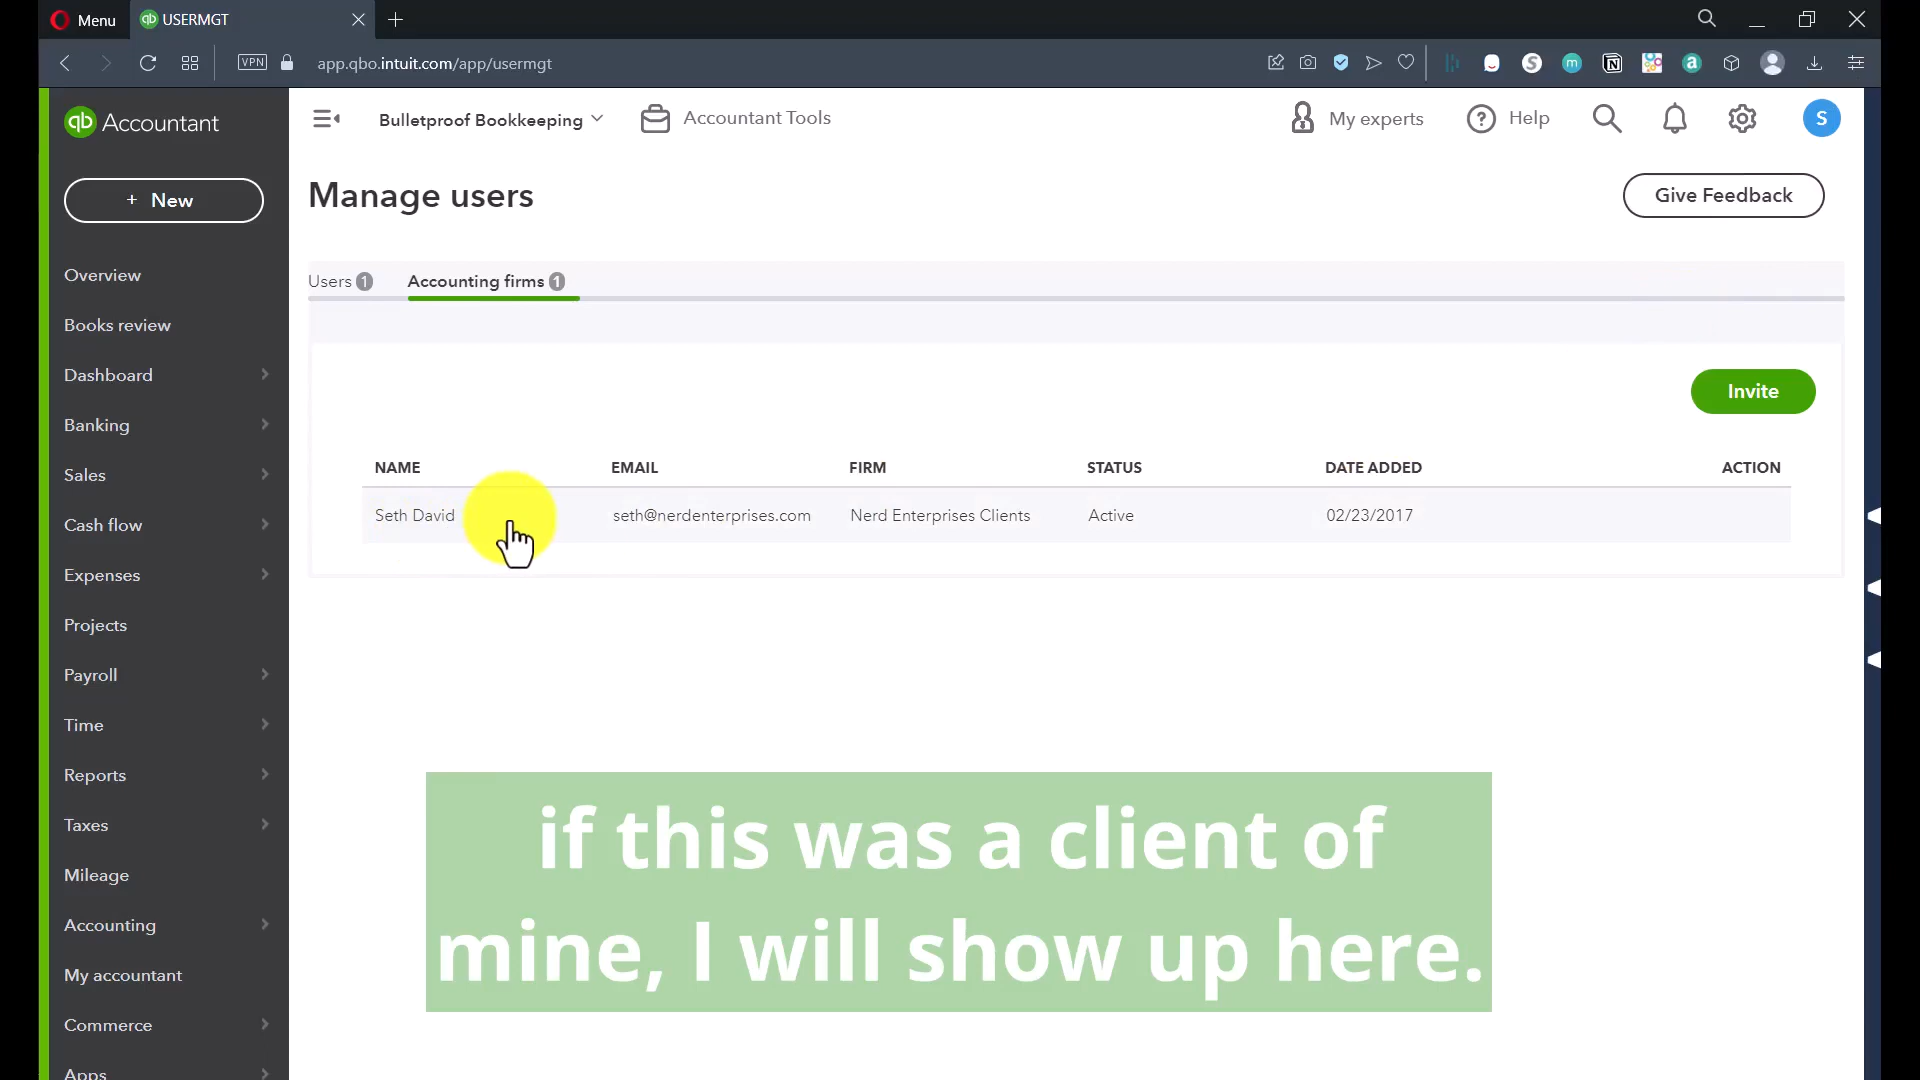 Menu
USERMGT
VPN
app.qbo.intuit.com/app/usermgt
qb Accountant
Bulletproof Bookkeeping
Accountant Tools
My experts
Help
S
+ New
Manage users
Give Feedback
Overview
Books review
Dashboard
Banking
Sales
Cash flow
Expenses
Projects
Payroll
Time
Reports
Taxes
Mileage
Accounting
My accountant
Commerce
Apps
Users 1
Accounting firms 1
Invite
NAME EMAIL FIRM STATUS DATE ADDED ACTION
Seth David seth@nerdenterprises.com Nerd Enterprises Clients Active 02/23/2017
if this was a client of
mine, I will show up here.